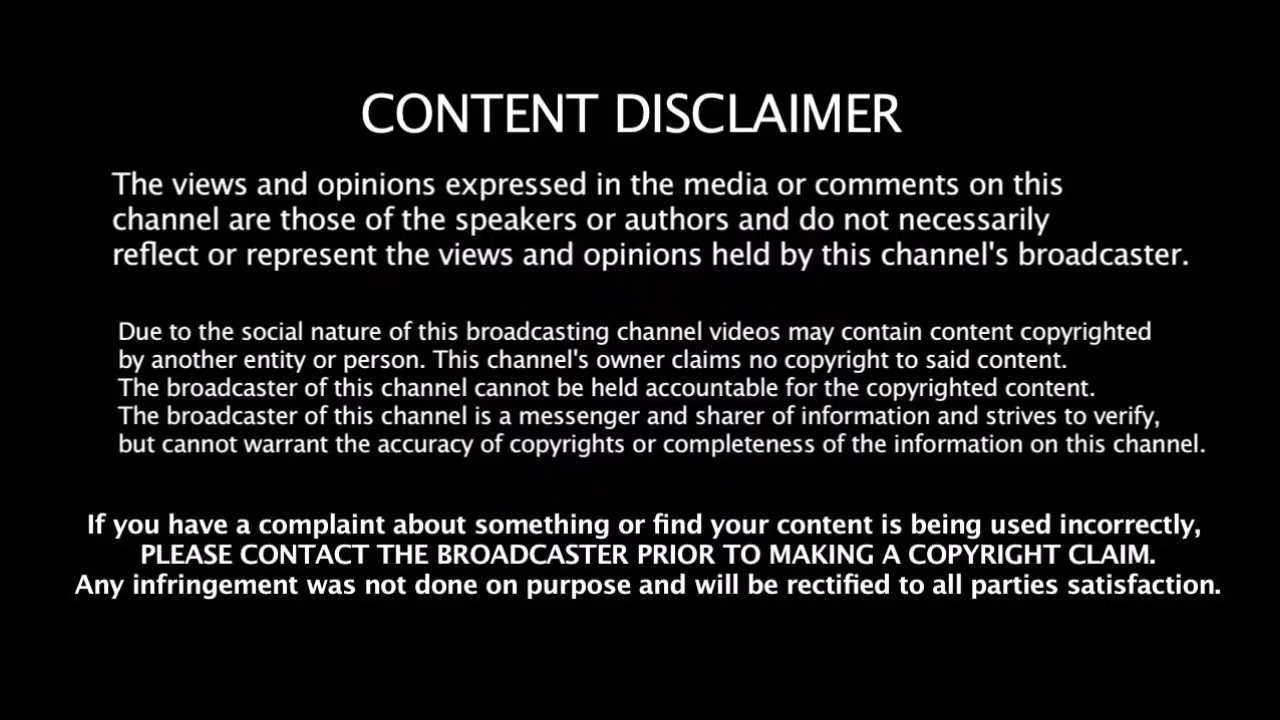 CONTENT DISCLAIMER
The views and opinions expressed in the media or comments on this
channel are those of the speakers or authors and do not necessarily
reflect or represent the views and opinions held by this channel's broadcaster.
Due to the social nature of this broadcasting channel videos may contain content copyrighted
by another entity or person. This channel's owner claims no copyright to said content.
The broadcaster of this channel cannot be held accountable for the copyrighted content.
The broadcaster of this channel is a messenger and sharer of information and strives to verify,
but cannot warrant the accuracy of copyrights or completeness of the information on this channel.
If you have a complaint about something or find your content is being used incorrectly,
PLEASE CONTACT THE BROADCASTER PRIOR TO MAKING A COPYRIGHT CLAIM.
Any infringement was not done on purpose and will be rectified to all parties satisfaction.